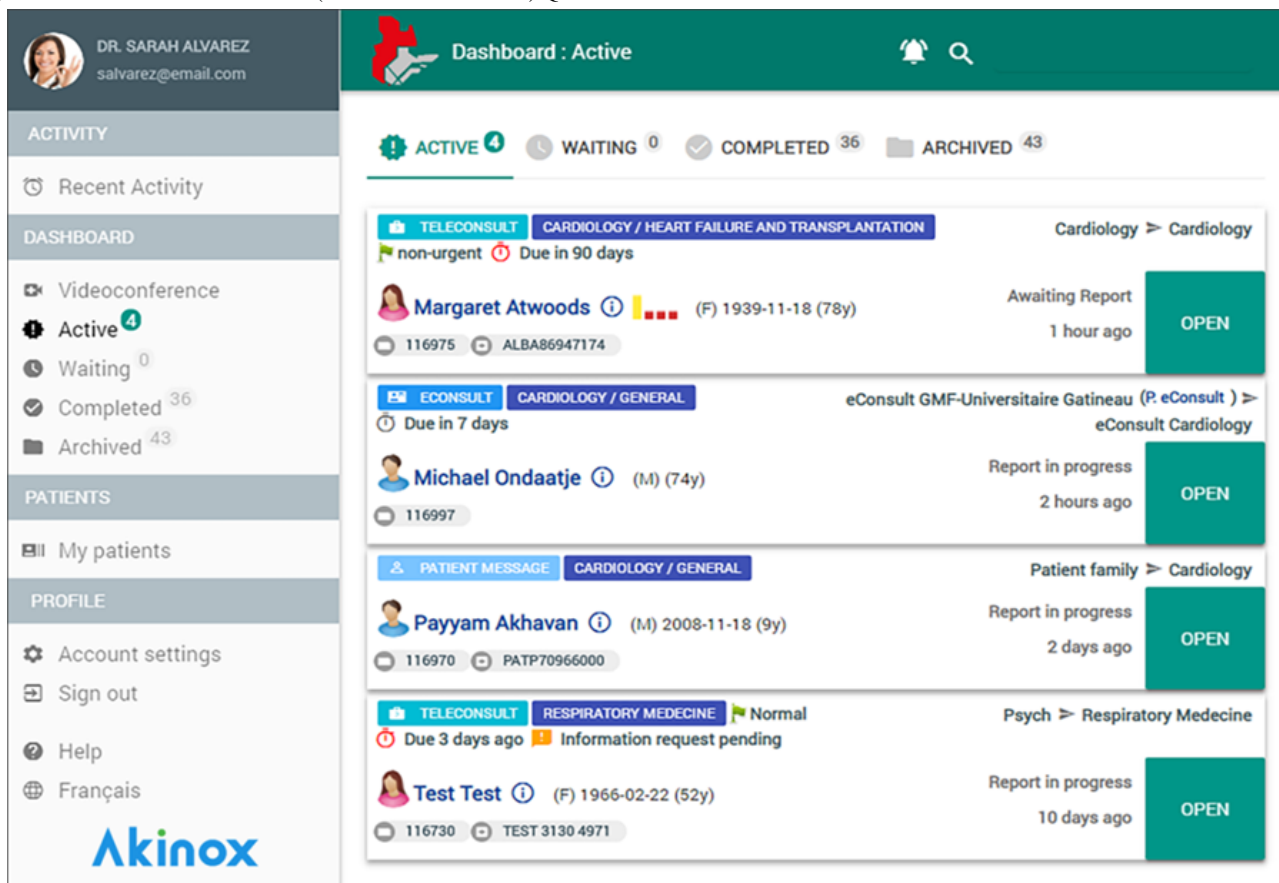 DR. SARAH ALVAREZ
salvarez@email.com
ACTIVITY
Recent Activity
DASHBOARD
Videoconference
Active 4
Waiting 0
Completed 36
Archived 43
PATIENTS
My patients
PROFILE
Account settings
Sign out
Help
Français
Akinox
Dashboard : Active
ACTIVE 4 WAITING 0 COMPLETED 36 ARCHIVED 43
TELECONSULT CARDIOLOGY / HEART FAILURE AND TRANSPLANTATION Cardiology ➣ Cardiology
non-urgent Due in 90 days
Margaret Atwoods (F) 1939-11-18 (78y) Awaiting Report
1 hour ago
OPEN
116975 ALBA86947174
ECONSULT CARDIOLOGY / GENERAL eConsult GMF-Universitaire Gatineau (P. eConsult ) ➣
Due in 7 days eConsult Cardiology
Michael Ondaatje (M) (74y) Report in progress
2 hours ago
OPEN
116997
PATIENT MESSAGE CARDIOLOGY / GENERAL Patient family ➣ Cardiology
Payyam Akhavan (M) 2008-11-18 (9y) Report in progress
2 days ago
OPEN
116970 PATP70966000
TELECONSULT RESPIRATORY MEDECINE Normal Psych ➣ Respiratory Medecine
Due 3 days ago Information request pending
Test Test (F) 1966-02-22 (52y) Report in progress
10 days ago
OPEN
116730 TEST 3130 4971